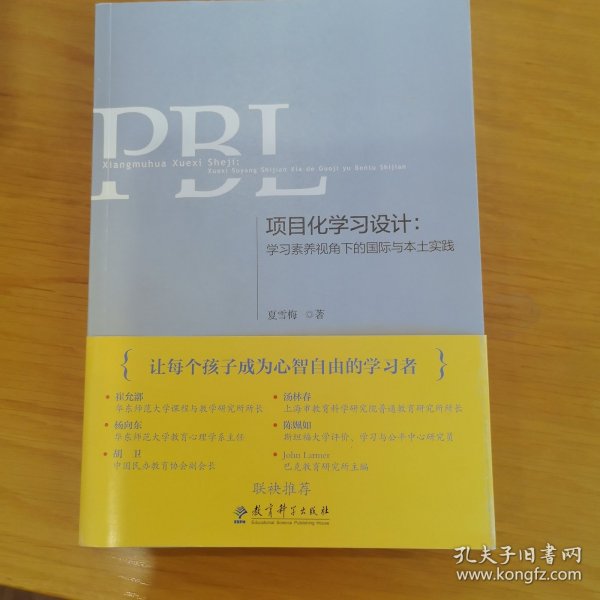 PBL
Xiangmuhua Xuexi Sheji:
Xuexi Suyang Shijiao Xia de Guoji yu Bentu Shijian
项目化学习设计：
学习素养视角下的国际与本土实践
夏雪梅 ◎著
{ 让每个孩子成为心智自由的学习者 }
• 崔允漷
华东师范大学课程与教学研究所所长
• 杨向东
华东师范大学教育心理学系主任
• 胡 卫
中国民办教育协会副会长
• 汤林春
上海市教育科学研究院普通教育研究所所长
• 陈姵如
斯坦福大学评价、学习与公平中心研究员
• John Larmer
巴克教育研究所主编
联袂推荐
教育科学出版社
Educational Science Publishing House
孔夫子旧书网
www.kongfz.com